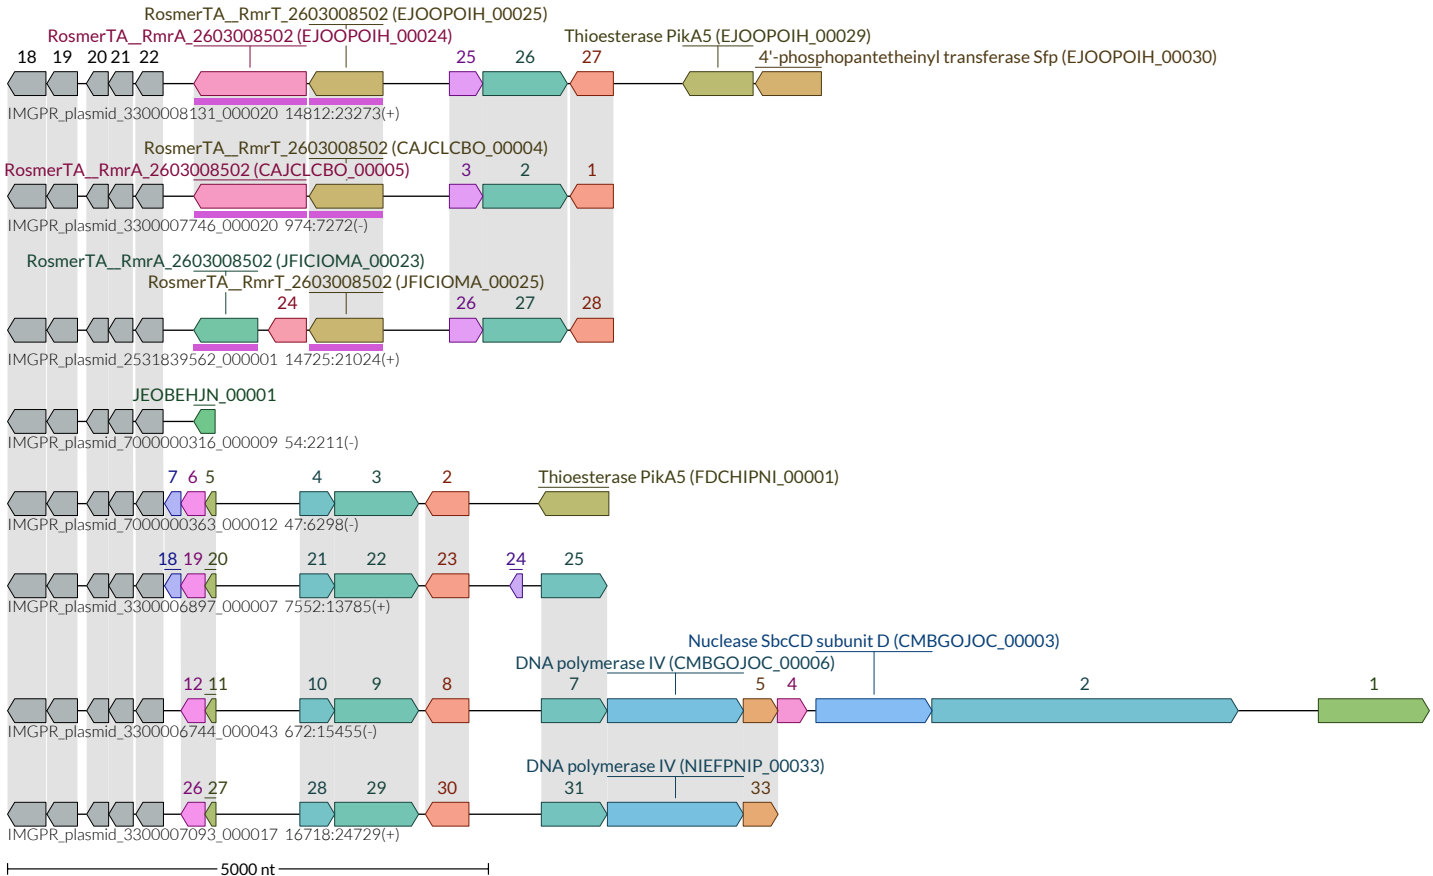 RosmerTA__RmrT_2603008502 (EJOOPOIH_00025)
RosmerTA__RmrA_2603008502 (EJOOPOIH_00024)
Thioesterase PikA5 (EJOOPOIH_00029)
18 19 20 21 22 25 26 27 4'-phosphopantetheinyl transferase Sfp (EJOOPOIH_00030)
IMGPR_plasmid_3300008131_000020 14812:23273(+)
RosmerTA__RmrT_2603008502 (CAJCLCBO_00004)
RosmerTA__RmrA_2603008502 (CAJCLCBO_00005) 3 2 1
IMGPR_plasmid_3300007746_000020 974:7272(-)
RosmerTA__RmrA_2603008502 (JFICIOMA_00023)
RosmerTA__RmrT_2603008502 (JFICIOMA_00025)
24 26 27 28
IMGPR_plasmid_2531839562_000001 14725:21024(+)
JEOBEHJN_00001
IMGPR_plasmid_7000000316_000009 54:2211(-)
7 6 5 4 3 2 Thioesterase PikA5 (FDCHIPNI_00001)
IMGPR_plasmid_7000000363_000012 47:6298(-)
18 19 20 21 22 23 24 25
IMGPR_plasmid_3300006897_000007 7552:13785(+)
Nuclease SbcCD subunit D (CMBGOJOC_00003)
DNA polymerase IV (CMBGOJOC_00006)
12 11 10 9 8 7 5 4 2 1
IMGPR_plasmid_3300006744_000043 672:15455(-)
DNA polymerase IV (NIEFPNIP_00033)
26 27 28 29 30 31 33
IMGPR_plasmid_3300007093_000017 16718:24729(+)
5000 nt